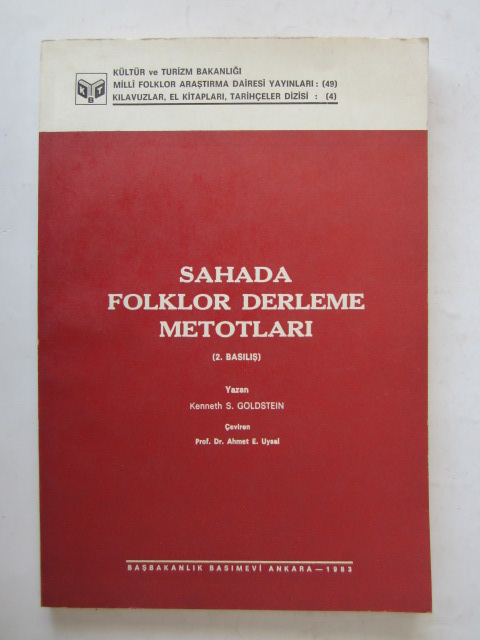 KÜLTÜR ve TURİZM BAKANLIĞI
MİLLİ FOLKLOR ARAŞTIRMA DAİRESİ YAYINLARI : (49)
KILAVUZLAR, EL KİTAPLARI, TARİHÇELER DİZİSİ : (4)
K B T
SAHADA
FOLKLOR DERLEME
METOTLARI
(2. BASILIŞ)
Yazan
Kenneth S. GOLDSTEIN
Çeviren
Prof. Dr. Ahmet E. Uysal
BAŞBAKANLIK BASIMEVİ ANKARA — 1983